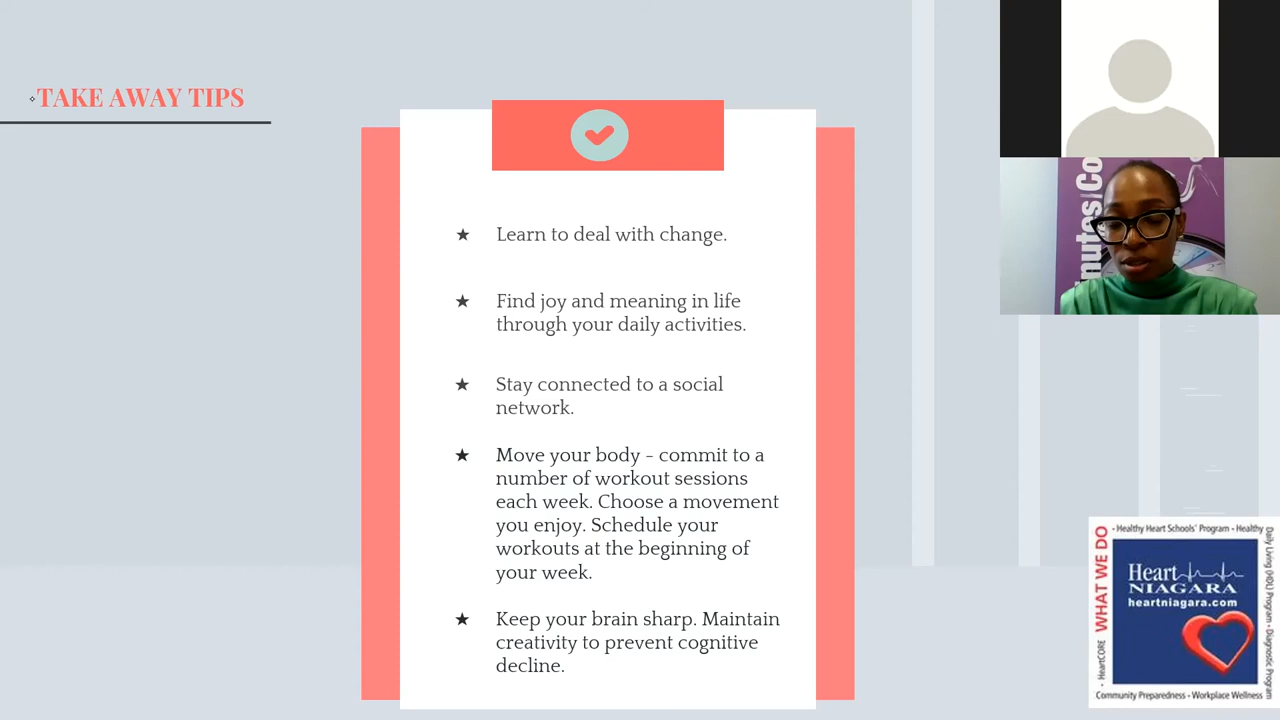 TAKE AWAY TIPS
★ Learn to deal with change.
★ Find joy and meaning in life
through your daily activities.
★ Stay connected to a social
network.
★ Move your body - commit to a
number of workout sessions
each week. Choose a movement
you enjoy. Schedule your
workouts at the beginning of
your week.
★ Keep your brain sharp. Maintain
creativity to prevent cognitive
decline.
nutes Co
WHAT WE DO
• Healthy Heart Schools' Program • Healthy
Daily Living (HDL) Program • Diagnostic Program
Heart
NIAGARA
heartniagara.com
• HeartCORE
Community Preparedness - Workplace Wellness